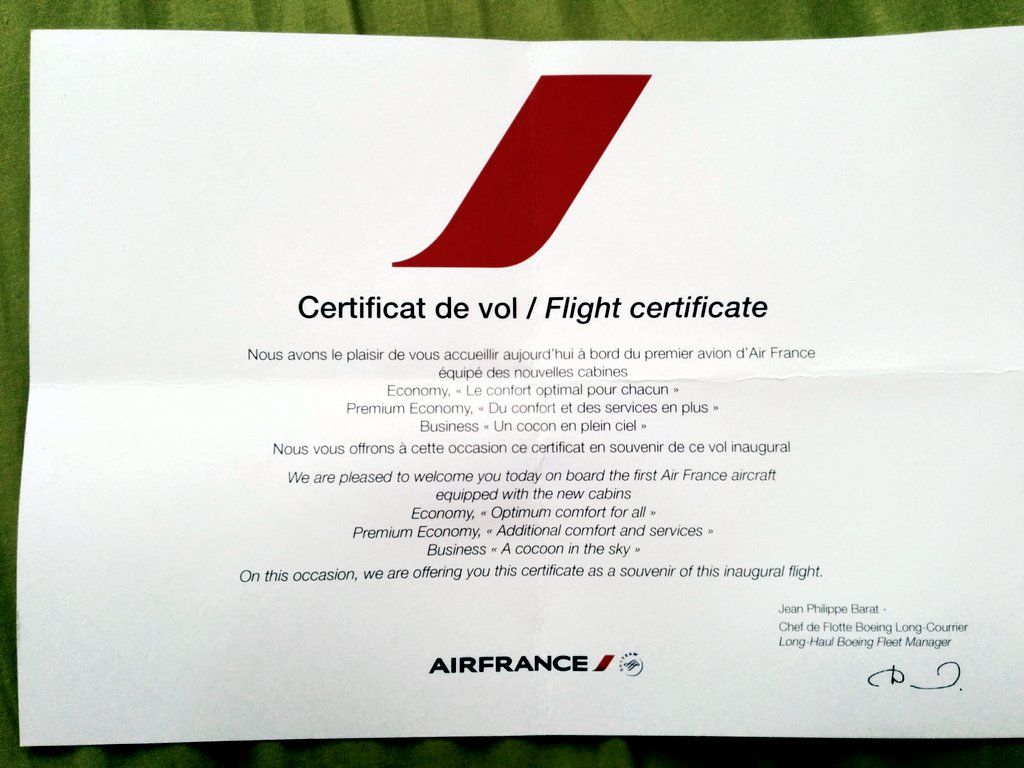 Certificat de vol / Flight certificate
Nous avons le plaisir de vous accueillir aujourd'hui à bord du premier avion d'Air France
équipé des nouvelles cabines
Economy, « Le confort optimal pour chacun »
Premium Economy, « Du confort et des services en plus »
Business « Un cocon en plein ciel »
Nous vous offrons à cette occasion ce certificat en souvenir de ce vol inaugural
We are pleased to welcome you today on board the first Air France aircraft
equipped with the new cabins
Economy, « Optimum comfort for all »
Premium Economy, « Additional comfort and services »
Business « A cocoon in the sky »
On this occasion, we are offering you this certificate as a souvenir of this inaugural flight.
Jean Philippe Barat -
Chef de Flotte Boeing Long-Courrier
Long-Haul Boeing Fleet Manager
AIRFRANCE